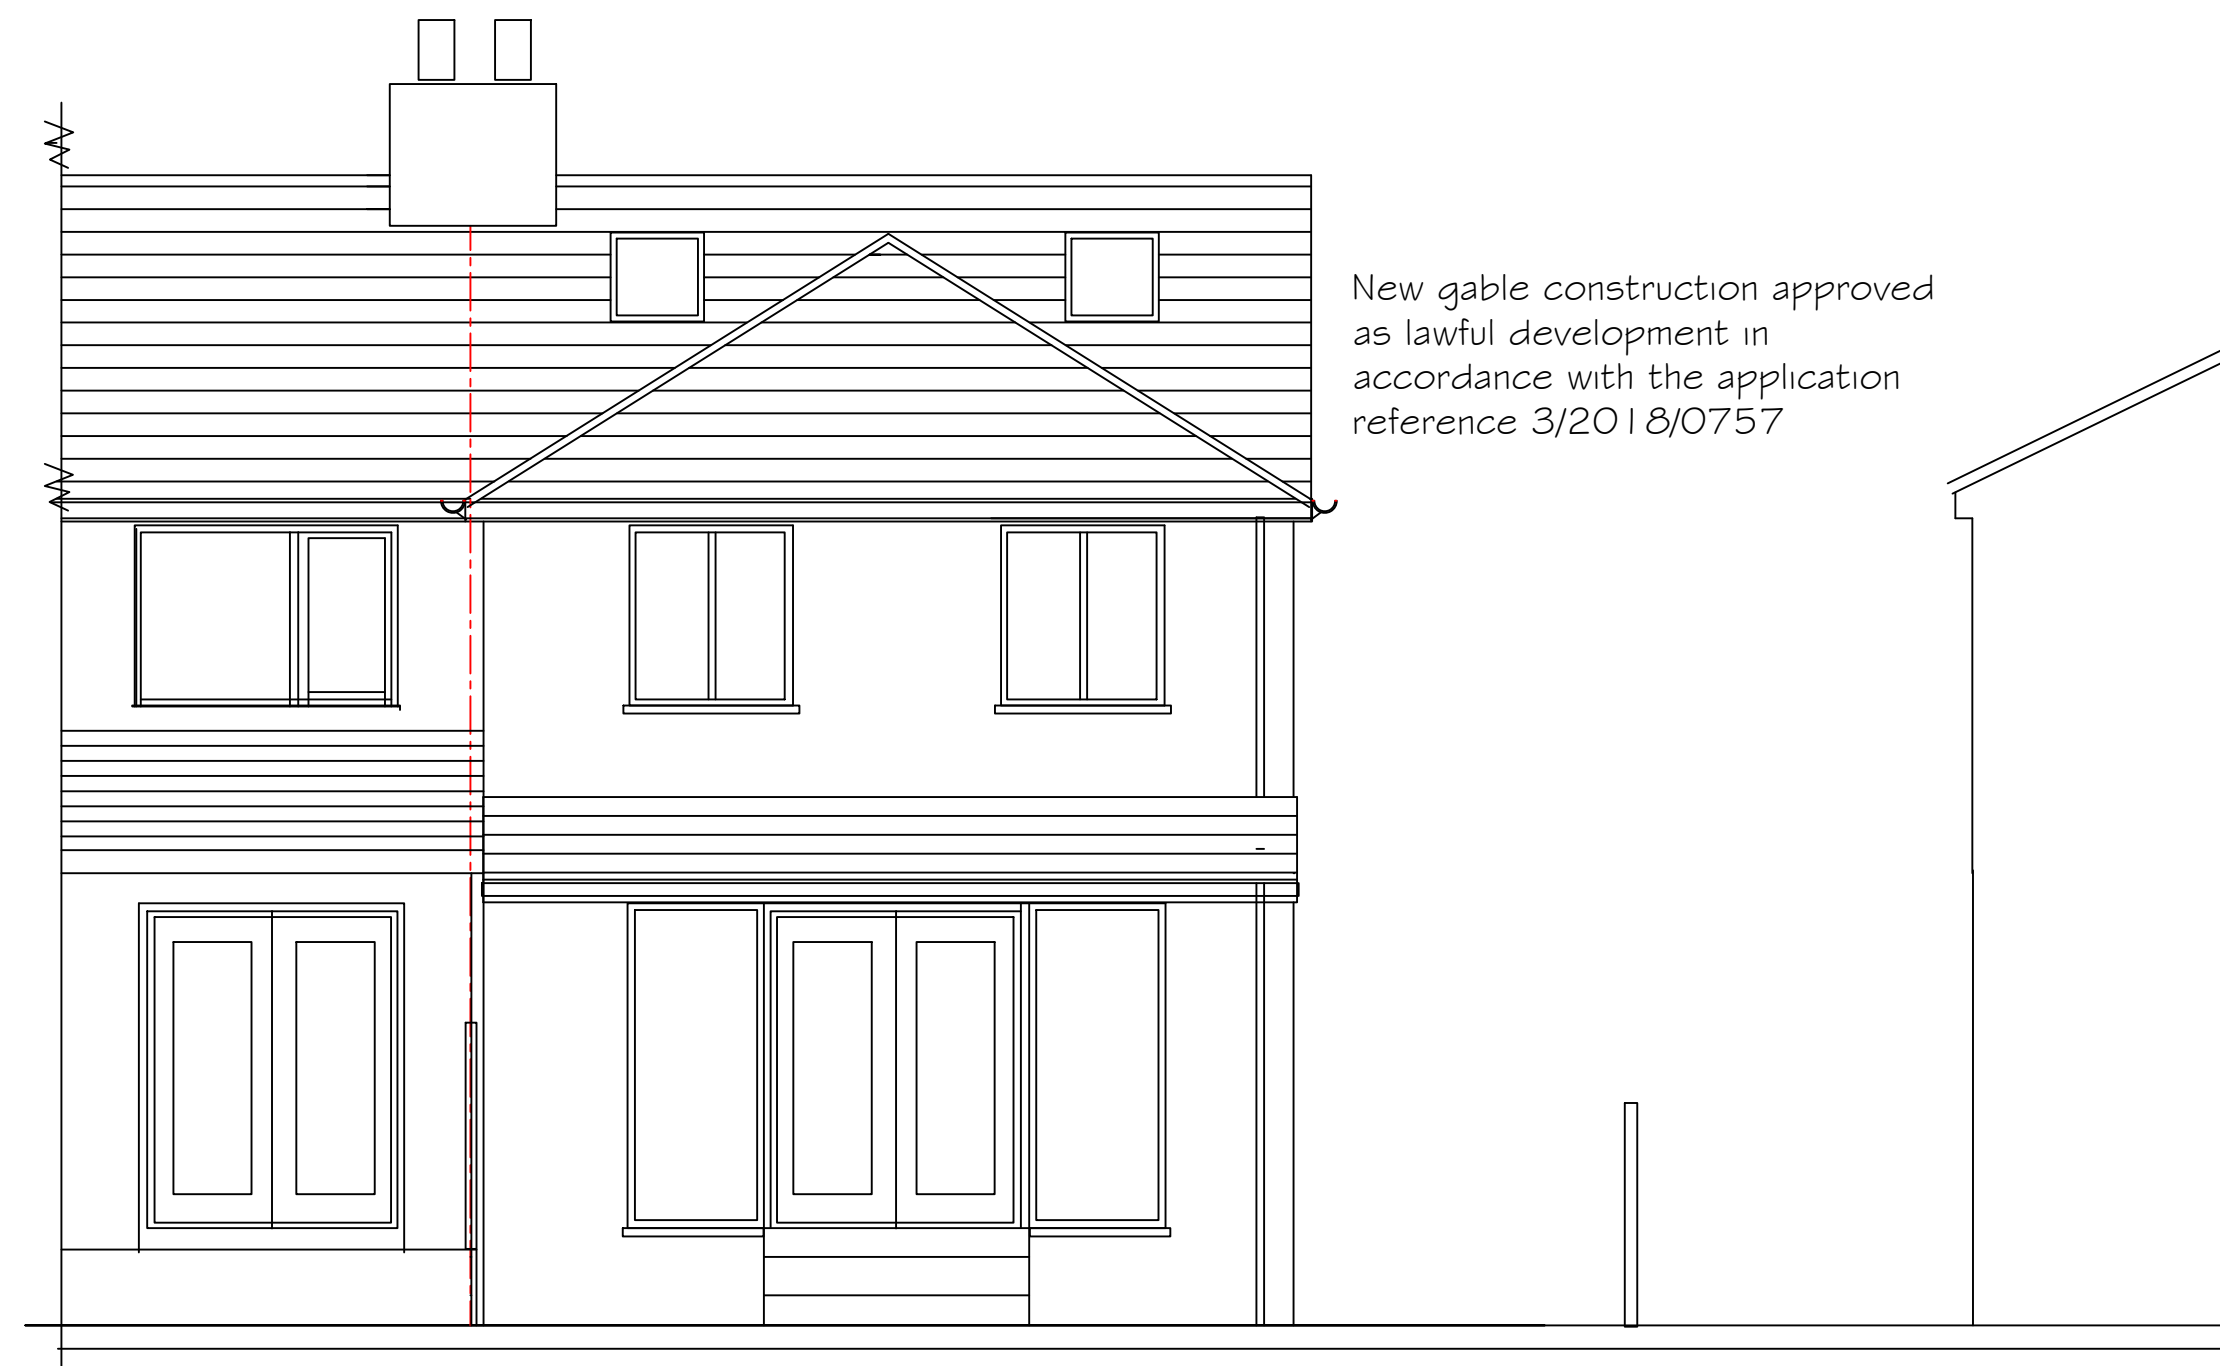 New gable construction approved
as lawful development in
accordance with the application
reference 3/2018/0757